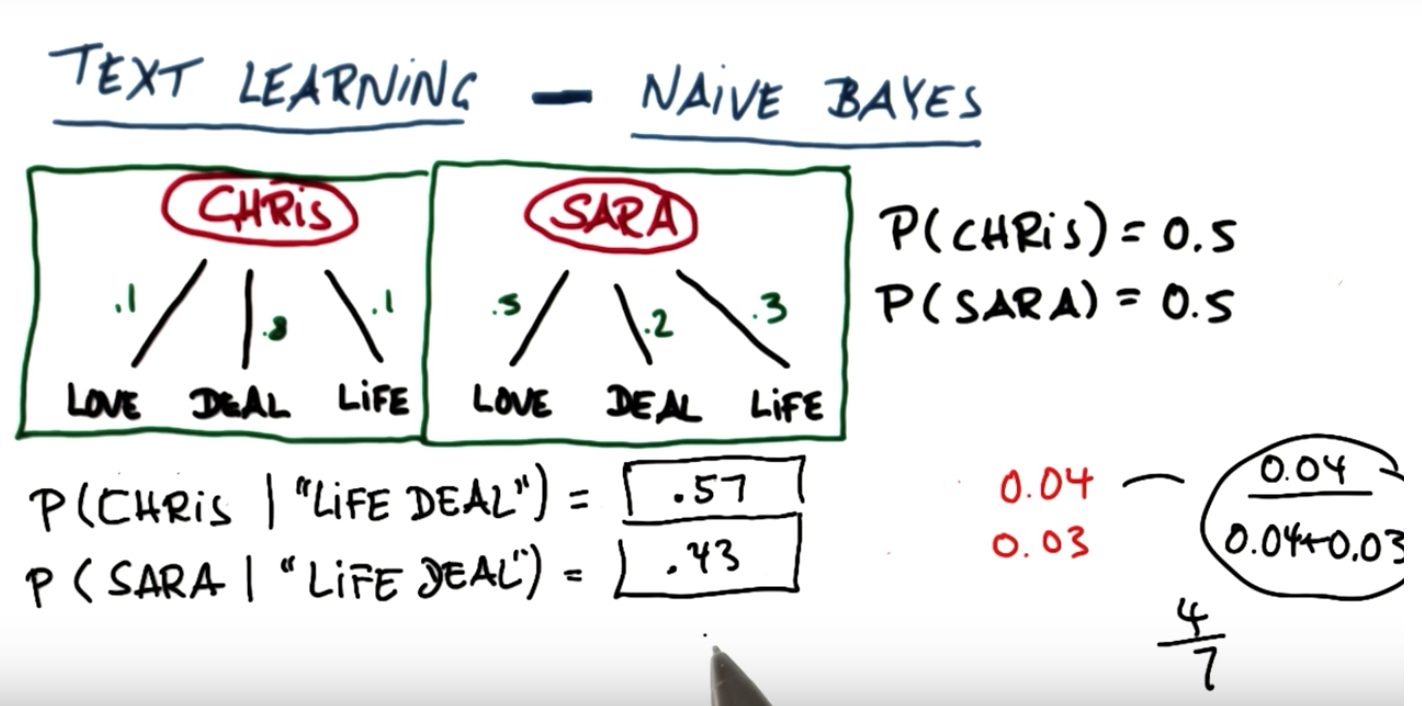 TEXT LEARNING - NAIVE BAYES
CHRIS
.1 .8 .1
LOVE DEAL LIFE
SARA
.5 .2 .3
LOVE DEAL LIFE
P(CHRIS) = 0.5
P(SARA) = 0.5
P(CHRIS | "LIFE DEAL") = .57
P(SARA | "LIFE DEAL") = .43
0.04
0.03
0.04
0.04+0.03
4
7